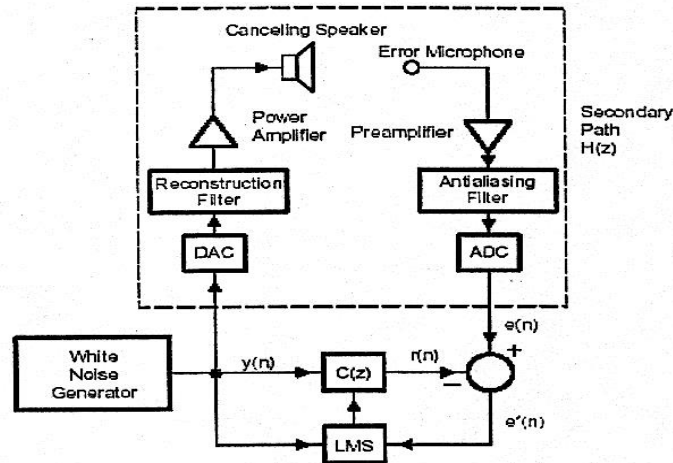 Canceling Speaker
Error Microphone
Power
Amplifier
Preamplifier
Secondary
Path
H(z)
Reconstruction
Filter
Antialiasing
Filter
DAC
ADC
e(n)
+
White
Noise
Generator
y(n)
C(z)
r(n)
−
e'(n)
LMS